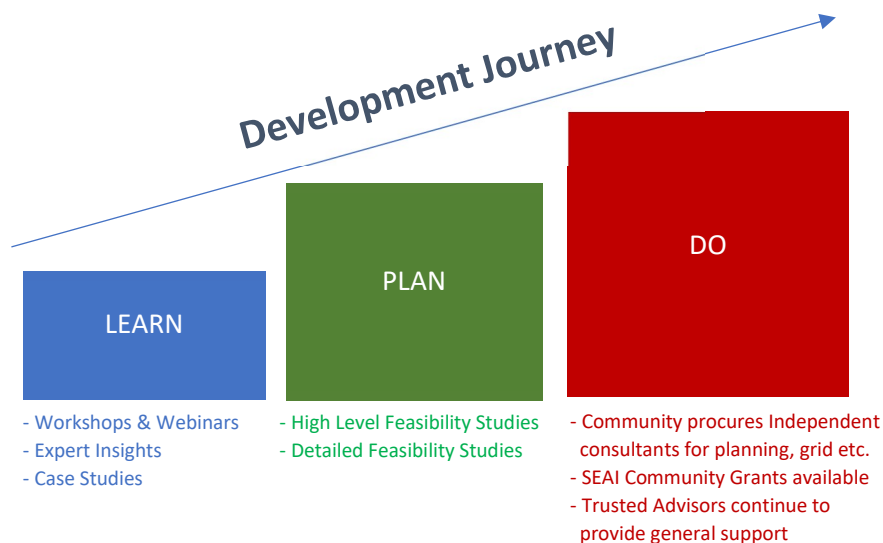 Development Journey
LEARN
- Workshops & Webinars
- Expert Insights
- Case Studies
PLAN
- High Level Feasibility Studies
- Detailed Feasibility Studies
DO
- Community procures Independent
consultants for planning, grid etc.
- SEAI Community Grants available
- Trusted Advisors continue to
provide general support